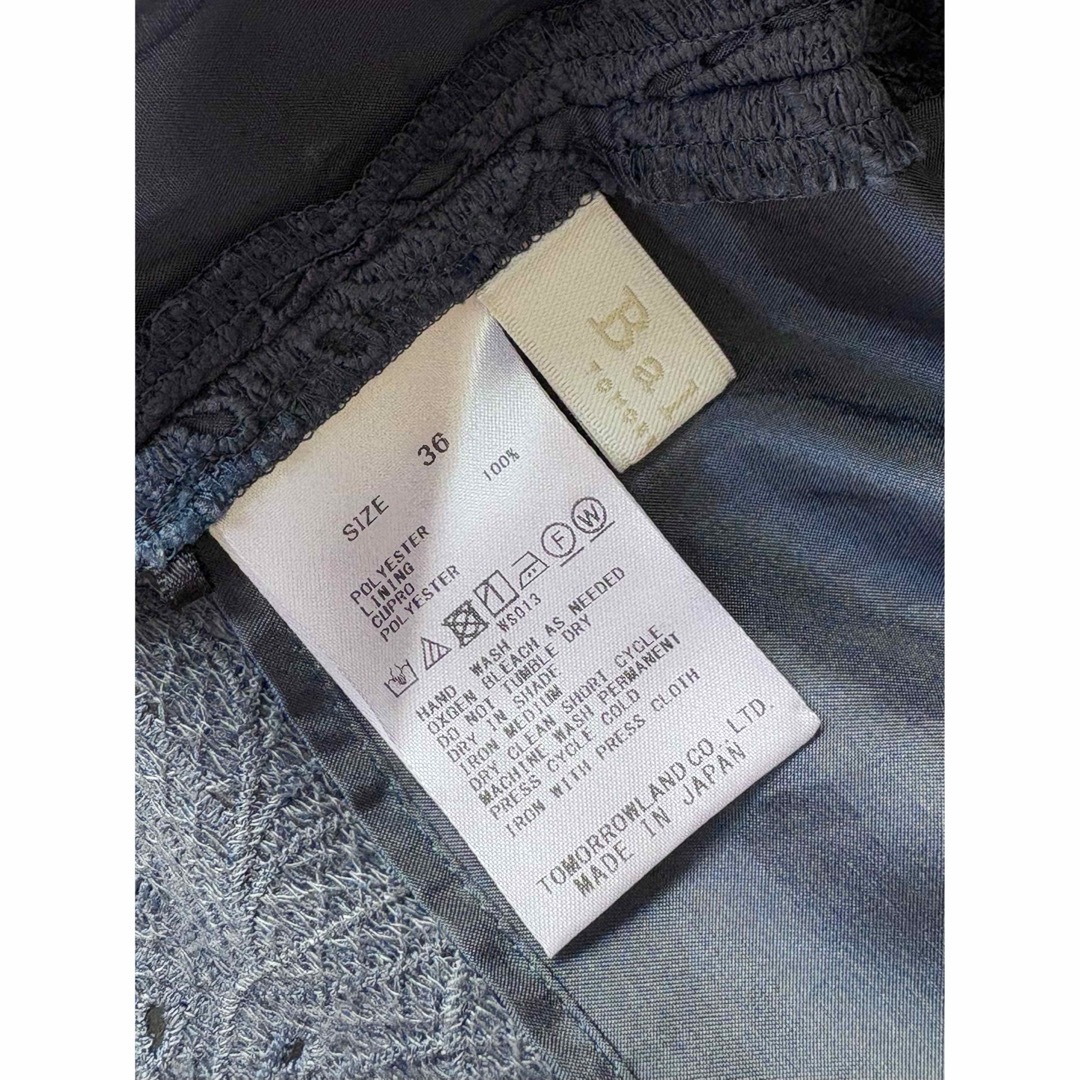 Bal
SIZE 36
POLYESTER 100%
LINING
CUPRO
POLYESTER
WS013
F W
HAND WASH
OXGEN BLEACH AS NEEDED
DO NOT TUMBLE DRY
DRY IN SHADE
IRON MEDIUM
DRY CLEAN SHORT CYCLE
MACHINE WASH PERMANENT
PRESS CYCLE COLD
IRON WITH PRESS CLOTH
TOMORROWLAND CO., LTD.
MADE IN JAPAN